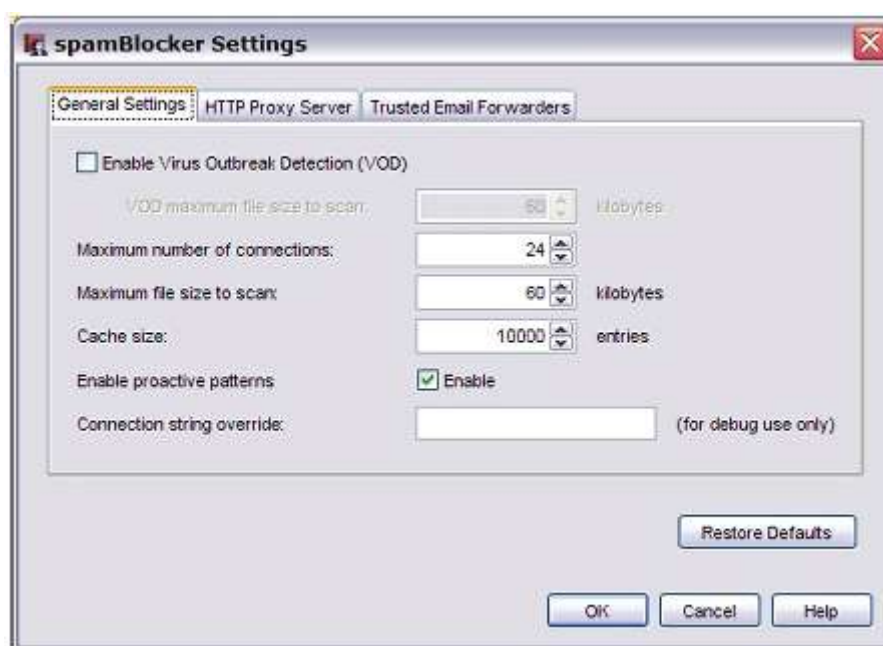 spamBlocker Settings
General Settings HTTP Proxy Server Trusted Email Forwarders
Enable Virus Outbreak Detection (VOD)
VOD maximum file size to scan: 60 kilobytes
Maximum number of connections: 24
Maximum file size to scan: 60 kilobytes
Cache size: 10000 entries
Enable proactive patterns Enable
Connection string override: (for debug use only)
Restore Defaults
OK Cancel Help